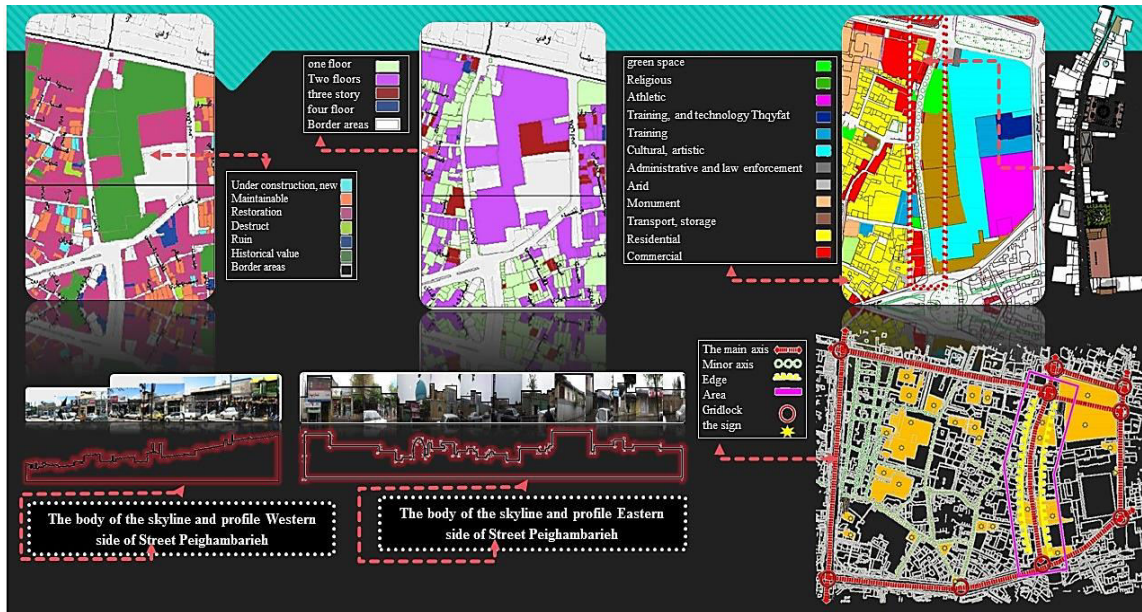 one floor
Two floors
three story
four floor
Border areas
Under construction, new
Maintainable
Restoration
Destruct
Ruin
Historical value
Border areas
green space
Religious
Athletic
Training, and technology Thqyfat
Training
Cultural, artistic
Administrative and law enforcement
Arid
Monument
Transport, storage
Residential
Commercial
The main axis
Minor axis
Edge
Area
Gridlock
the sign
The body of the skyline and profile Western
side of Street Peighambarieh
The body of the skyline and profile Eastern
side of Street Peighambarieh